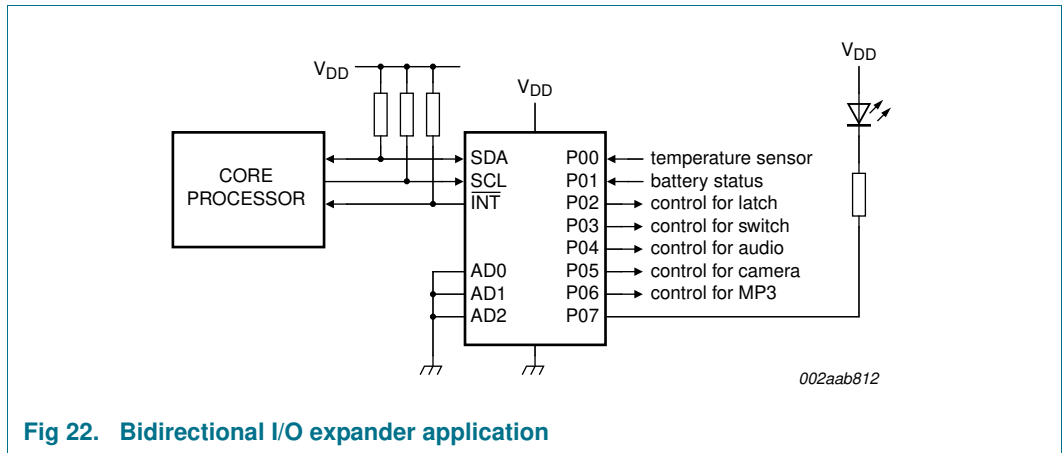 VDD
VDD
VDD
CORE
PROCESSOR
SDA
SCL
INT
AD0
AD1
AD2
P00
P01
P02
P03
P04
P05
P06
P07
temperature sensor
battery status
control for latch
control for switch
control for audio
control for camera
control for MP3
002aab812
Fig 22. Bidirectional I/O expander application